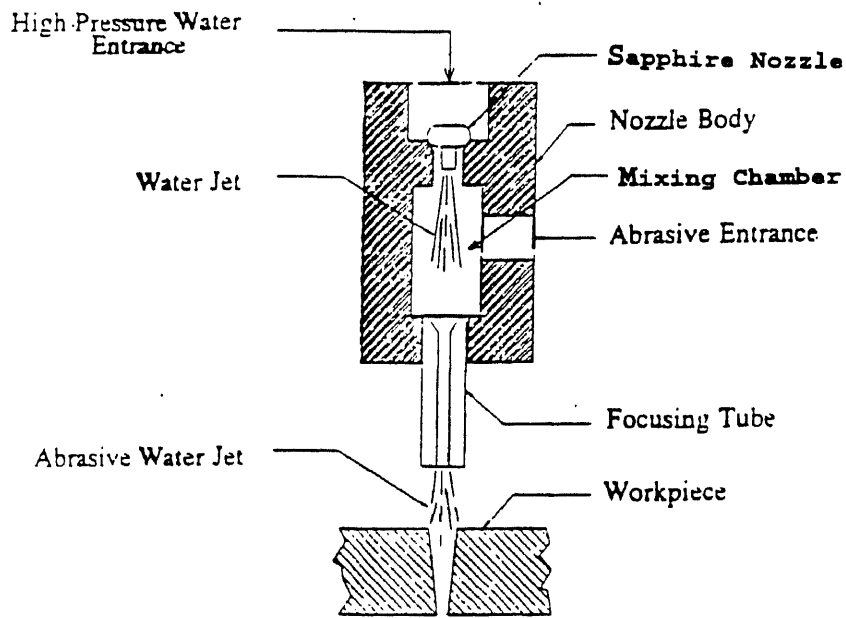 High Pressure Water
Entrance
Sapphire Nozzle
Nozzle Body
Water Jet
Mixing Chamber
Abrasive Entrance
Focusing Tube
Abrasive Water Jet
Workpiece